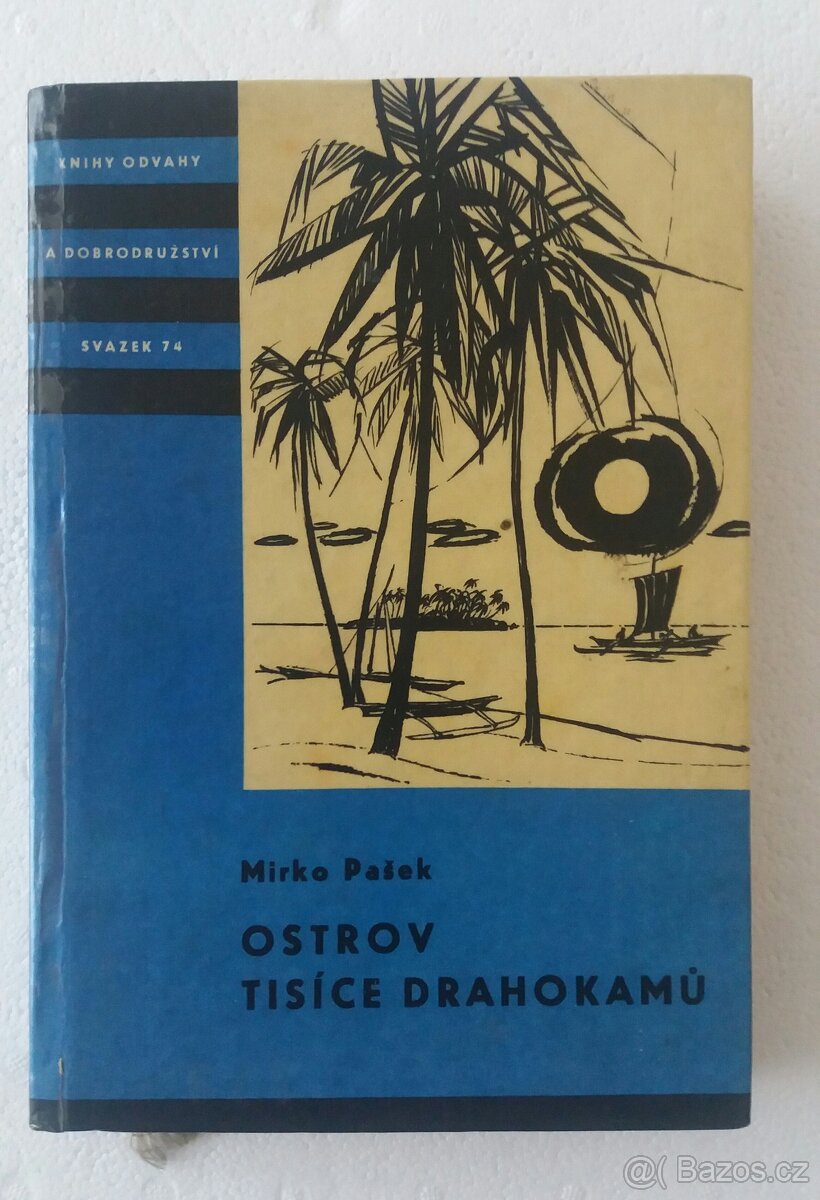 KNIHY ODVAHY
A DOBRODRUŽSTVÍ
SVAZEK 74
Mirko Pašek
OSTROV
TISÍCE DRAHOKAMŮ
@( Bazos.cz